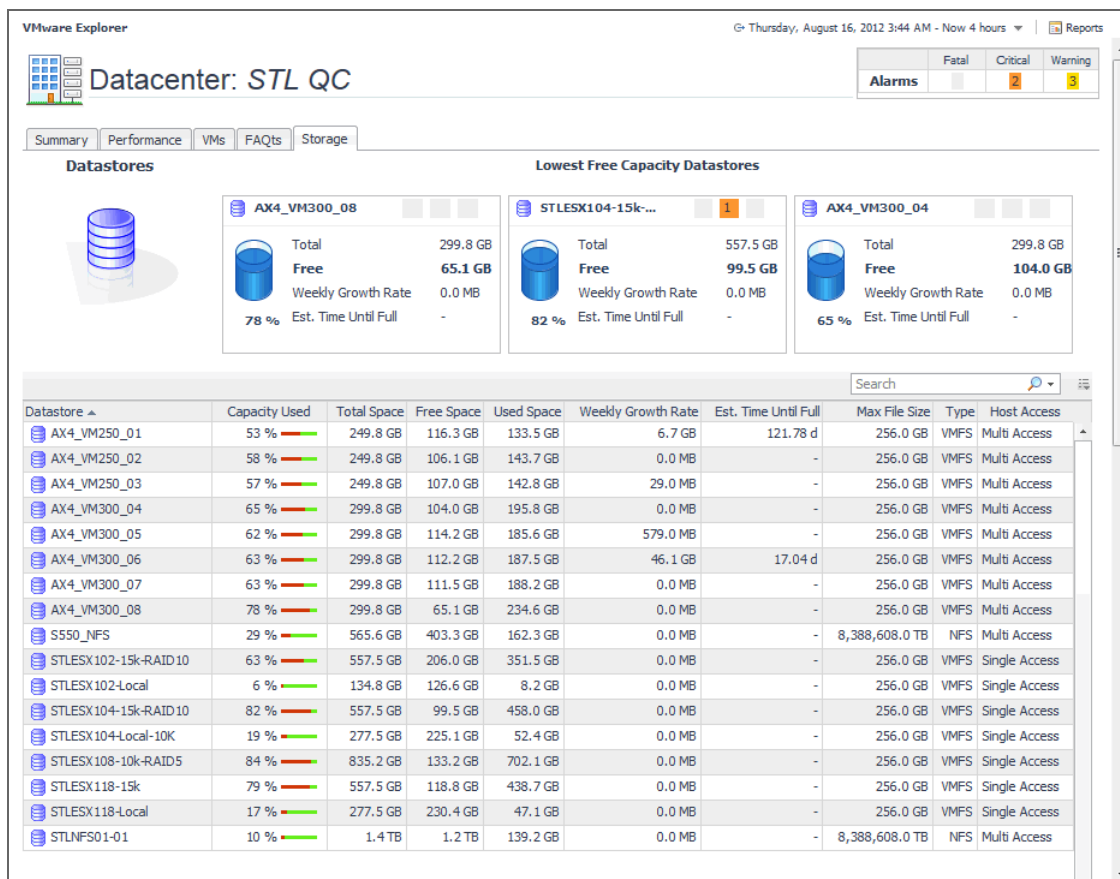 VMware Explorer
Thursday, August 16, 2012 3:44 AM - Now 4 hours Reports
Datacenter: STL QC
Fatal Critical Warning
Alarms 2 3
Summary Performance VMs FAQts Storage
Datastores
Lowest Free Capacity Datastores
AX4_VM300_08
Total 299.8 GB
Free 65.1 GB
Weekly Growth Rate 0.0 MB
78 % Est. Time Until Full -
STLESX104-15k-... 1
Total 557.5 GB
Free 99.5 GB
Weekly Growth Rate 0.0 MB
82 % Est. Time Until Full -
AX4_VM300_04
Total 299.8 GB
Free 104.0 GB
Weekly Growth Rate 0.0 MB
65 % Est. Time Until Full -
Search
Datastore Capacity Used Total Space Free Space Used Space Weekly Growth Rate Est. Time Until Full Max File Size Type Host Access
AX4_VM250_01 53 % 249.8 GB 116.3 GB 133.5 GB 6.7 GB 121.78 d 256.0 GB VMFS Multi Access
AX4_VM250_02 58 % 249.8 GB 106.1 GB 143.7 GB 0.0 MB - 256.0 GB VMFS Multi Access
AX4_VM250_03 57 % 249.8 GB 107.0 GB 142.8 GB 29.0 MB - 256.0 GB VMFS Multi Access
AX4_VM300_04 65 % 299.8 GB 104.0 GB 195.8 GB 0.0 MB - 256.0 GB VMFS Multi Access
AX4_VM300_05 62 % 299.8 GB 114.2 GB 185.6 GB 579.0 MB - 256.0 GB VMFS Multi Access
AX4_VM300_06 63 % 299.8 GB 112.2 GB 187.5 GB 46.1 GB 17.04 d 256.0 GB VMFS Multi Access
AX4_VM300_07 63 % 299.8 GB 111.5 GB 188.2 GB 0.0 MB - 256.0 GB VMFS Multi Access
AX4_VM300_08 78 % 299.8 GB 65.1 GB 234.6 GB 0.0 MB - 256.0 GB VMFS Multi Access
S550_NFS 29 % 565.6 GB 403.3 GB 162.3 GB 0.0 MB - 8,388,608.0 TB NFS Multi Access
STLESX102-15k-RAID10 63 % 557.5 GB 206.0 GB 351.5 GB 0.0 MB - 256.0 GB VMFS Single Access
STLESX102-Local 6 % 134.8 GB 126.6 GB 8.2 GB 0.0 MB - 256.0 GB VMFS Single Access
STLESX104-15k-RAID10 82 % 557.5 GB 99.5 GB 458.0 GB 0.0 MB - 256.0 GB VMFS Single Access
STLESX104-Local-10K 19 % 277.5 GB 225.1 GB 52.4 GB 0.0 MB - 256.0 GB VMFS Single Access
STLESX108-10k-RAID5 84 % 835.2 GB 133.2 GB 702.1 GB 0.0 MB - 256.0 GB VMFS Single Access
STLESX118-15k 79 % 557.5 GB 118.8 GB 438.7 GB 0.0 MB - 256.0 GB VMFS Single Access
STLESX118-Local 17 % 277.5 GB 230.4 GB 47.1 GB 0.0 MB - 256.0 GB VMFS Single Access
STLNFS01-01 10 % 1.4 TB 1.2 TB 139.2 GB 0.0 MB - 8,388,608.0 TB NFS Multi Access